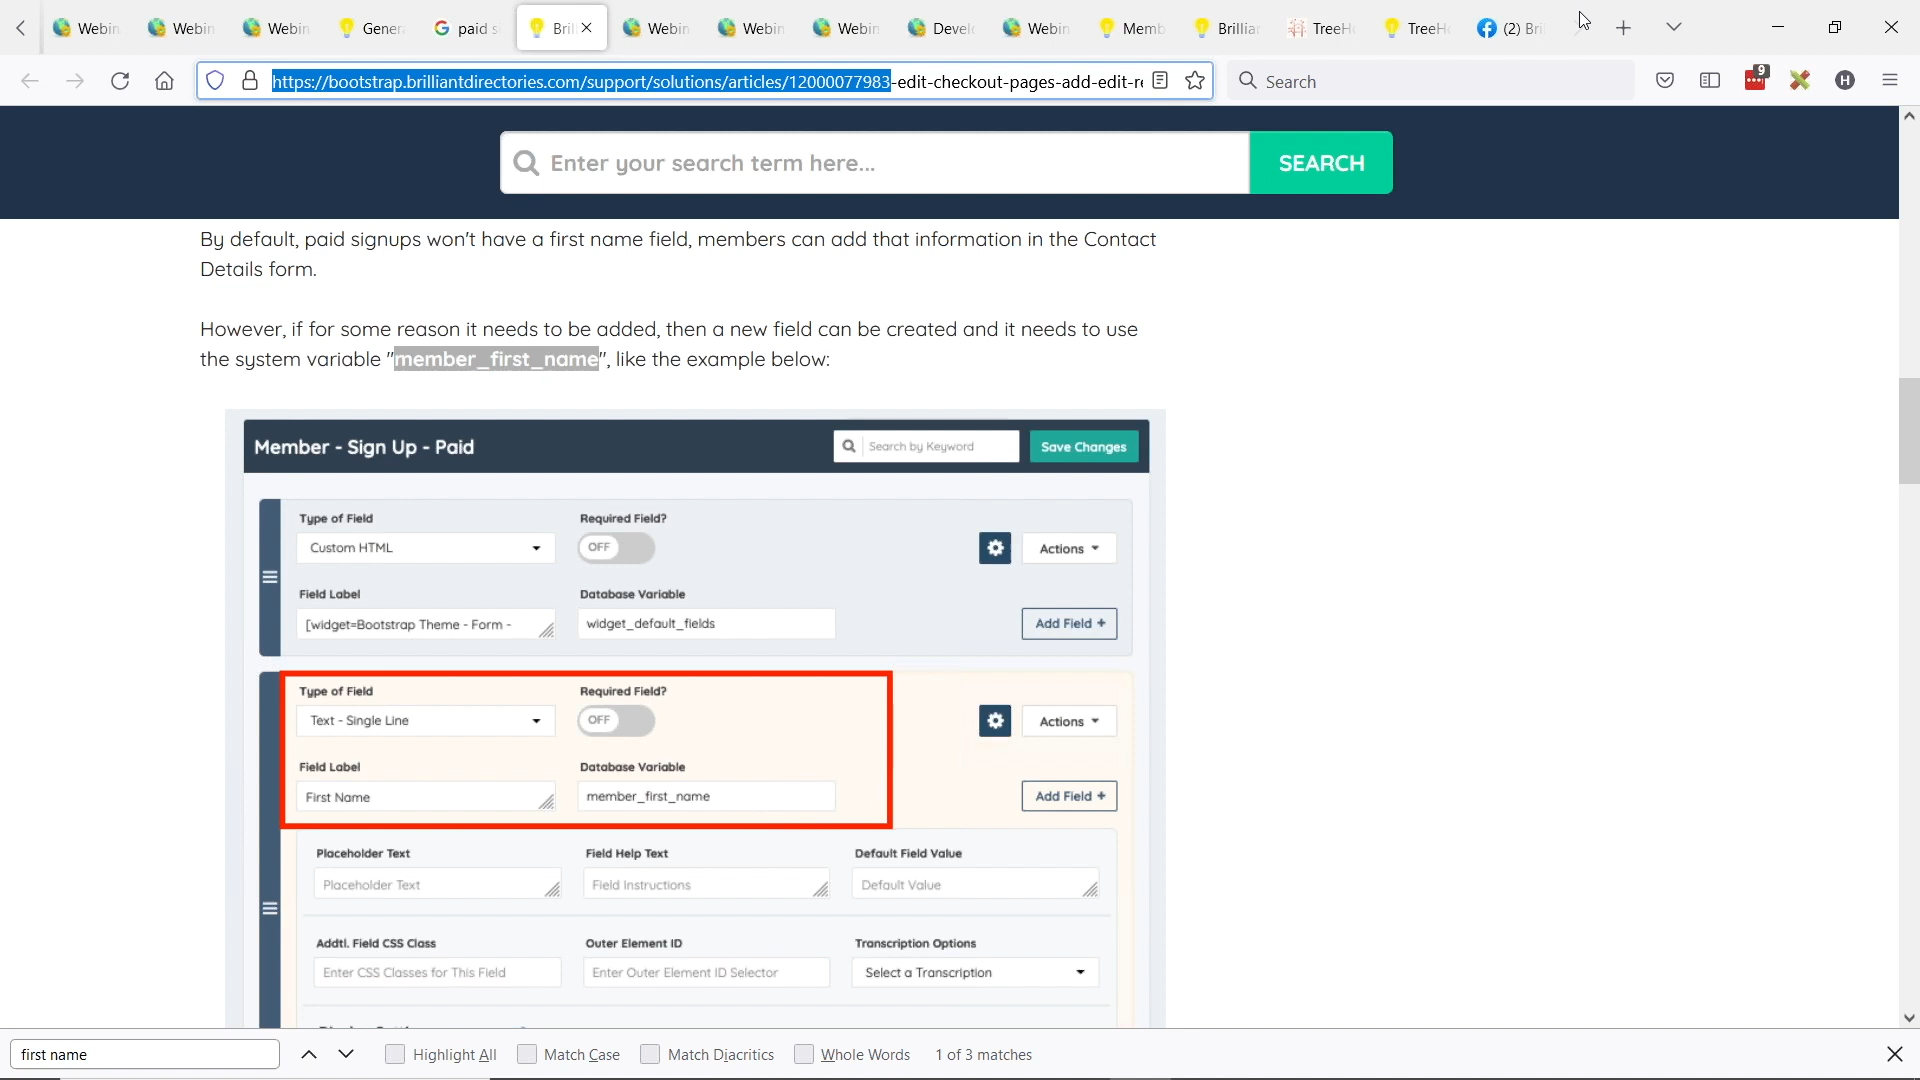 Webin
Webin
Webin
Genera
paid s
Bril
Webin
Webin
Webin
Develo
Webin
Memb
Brilliar
TreeHo
TreeHo
(2) Bri
https://bootstrap.brilliantdirectories.com/support/solutions/articles/12000077983-edit-checkout-pages-add-edit-re
Search
9
H
Enter your search term here...
SEARCH
By default, paid signups won't have a first name field, members can add that information in the Contact
Details form.
However, if for some reason it needs to be added, then a new field can be created and it needs to use
the system variable "member_first_name", like the example below:
Member - Sign Up - Paid
Search by Keyword
Save Changes
Type of Field
Required Field?
Custom HTML
OFF
Actions
Field Label
Database Variable
[widget=Bootstrap Theme - Form -
widget_default_fields
Add Field +
Type of Field
Required Field?
Text - Single Line
OFF
Actions
Field Label
Database Variable
First Name
member_first_name
Add Field +
Placeholder Text
Field Help Text
Default Field Value
Placeholder Text
Field Instructions
Default Value
Addtl. Field CSS Class
Outer Element ID
Transcription Options
Enter CSS Classes for This Field
Enter Outer Element ID Selector
Select a Transcription
first name
Highlight All
Match Case
Match Diacritics
Whole Words
1 of 3 matches